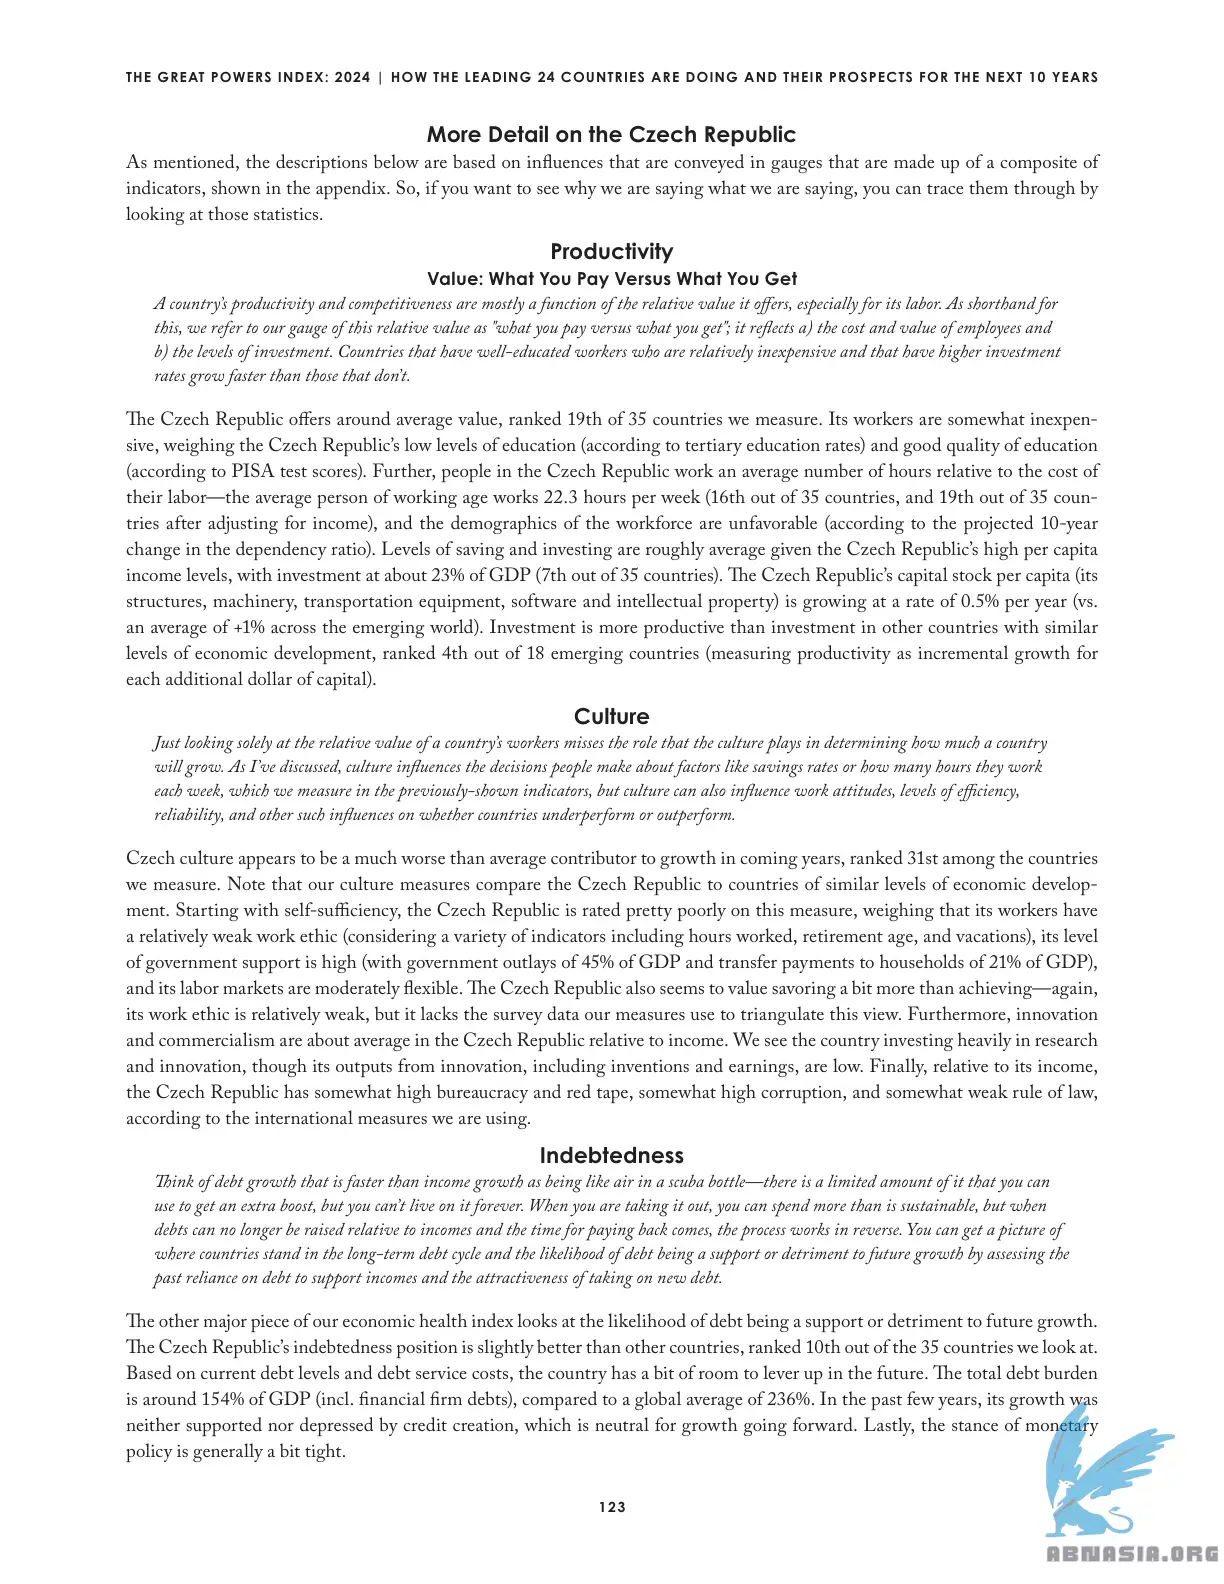 THE GREAT POWERS INDEX: 2024 | HOW THE LEADING 24 COUNTRIES ARE DOING AND THEIR PROSPECTS FOR THE NEXT 10 YEARS
More Detail on the Czech Republic
As mentioned, the descriptions below are based on influences that are conveyed in gauges that are made up of a composite of
indicators, shown in the appendix. So, if you want to see why we are saying what we are saying, you can trace them through by
looking at those statistics.
Productivity
Value: What You Pay Versus What You Get
A country's productivity and competitiveness are mostly a function of the relative value it offers, especially for its labor. As shorthand for
this, we refer to our gauge of this relative value as "what you pay versus what you get"; it reflects a) the cost and value of employees and
b) the levels of investment. Countries that have well-educated workers who are relatively inexpensive and that have higher investment
rates grow faster than those that don't.
The Czech Republic offers around average value, ranked 19th of 35 countries we measure. Its workers are somewhat inexpen-
sive, weighing the Czech Republic's low levels of education (according to tertiary education rates) and good quality of education
(according to PISA test scores). Further, people in the Czech Republic work an average number of hours relative to the cost of
their labor—the average person of working age works 22.3 hours per week (16th out of 35 countries, and 19th out of 35 coun-
tries after adjusting for income), and the demographics of the workforce are unfavorable (according to the projected 10-year
change in the dependency ratio). Levels of saving and investing are roughly average given the Czech Republic's high per capita
income levels, with investment at about 23% of GDP (7th out of 35 countries). The Czech Republic's capital stock per capita (its
structures, machinery, transportation equipment, software and intellectual property) is growing at a rate of 0.5% per year (vs.
an average of +1% across the emerging world). Investment is more productive than investment in other countries with similar
levels of economic development, ranked 4th out of 18 emerging countries (measuring productivity as incremental growth for
each additional dollar of capital).
Culture
Just looking solely at the relative value of a country's workers misses the role that the culture plays in determining how much a country
will grow. As I've discussed, culture influences the decisions people make about factors like savings rates or how many hours they work
each week, which we measure in the previously-shown indicators, but culture can also influence work attitudes, levels of efficiency,
reliability, and other such influences on whether countries underperform or outperform.
Czech culture appears to be a much worse than average contributor to growth in coming years, ranked 31st among the countries
we measure. Note that our culture measures compare the Czech Republic to countries of similar levels of economic develop-
ment. Starting with self-sufficiency, the Czech Republic is rated pretty poorly on this measure, weighing that its workers have
a relatively weak work ethic (considering a variety of indicators including hours worked, retirement age, and vacations), its level
of government support is high (with government outlays of 45% of GDP and transfer payments to households of 21% of GDP),
and its labor markets are moderately flexible. The Czech Republic also seems to value savoring a bit more than achieving—again,
its work ethic is relatively weak, but it lacks the survey data our measures use to triangulate this view. Furthermore, innovation
and commercialism are about average in the Czech Republic relative to income. We see the country investing heavily in research
and innovation, though its outputs from innovation, including inventions and earnings, are low. Finally, relative to its income,
the Czech Republic has somewhat high bureaucracy and red tape, somewhat high corruption, and somewhat weak rule of law,
according to the international measures we are using.
Indebtedness
Think of debt growth that is faster than income growth as being like air in a scuba bottle—there is a limited amount of it that you can
use to get an extra boost, but you can't live on it forever. When you are taking it out, you can spend more than is sustainable, but when
debts can no longer be raised relative to incomes and the time for paying back comes, the process works in reverse. You can get a picture of
where countries stand in the long-term debt cycle and the likelihood of debt being a support or detriment to future growth by assessing the
past reliance on debt to support incomes and the attractiveness of taking on new debt.
The other major piece of our economic health index looks at the likelihood of debt being a support or detriment to future growth.
The Czech Republic's indebtedness position is slightly better than other countries, ranked 10th out of the 35 countries we look at.
Based on current debt levels and debt service costs, the country has a bit of room to lever up in the future. The total debt burden
is around 154% of GDP (incl. financial firm debts), compared to a global average of 236%. In the past few years, its growth was
neither supported nor depressed by credit creation, which is neutral for growth going forward. Lastly, the stance of monetary
policy is generally a bit tight.
123
ABNASIA.ORG